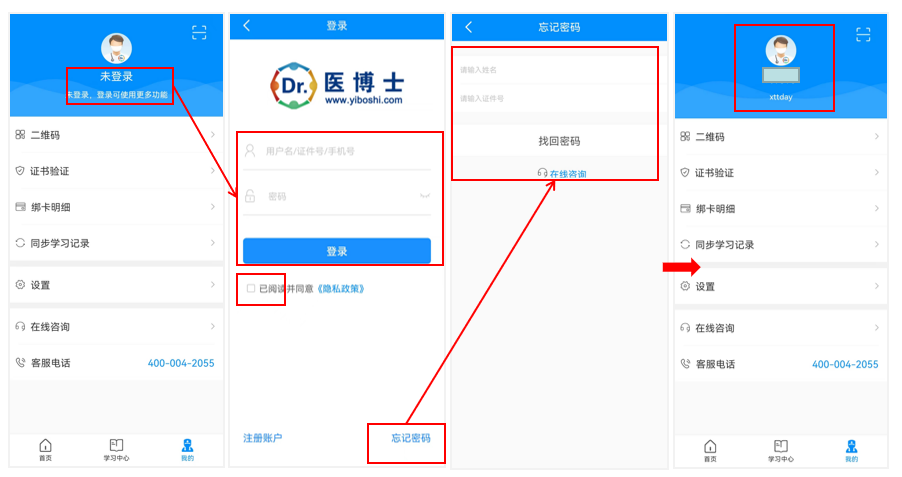 未登录
未登录，登录可使用更多功能
二维码
证书验证
绑卡明细
同步学习记录
设置
在线咨询
客服电话 400-004-2055
首页 学习中心 我的
登录
Dr. 医博士
www.yiboshi.com
用户名/证件号/手机号
密码
登录
已阅读并同意《隐私政策》
注册账户 忘记密码
忘记密码
请输入姓名
请输入证件号
找回密码
在线咨询
xttday
二维码
证书验证
绑卡明细
同步学习记录
设置
在线咨询
客服电话 400-004-2055
首页 学习中心 我的